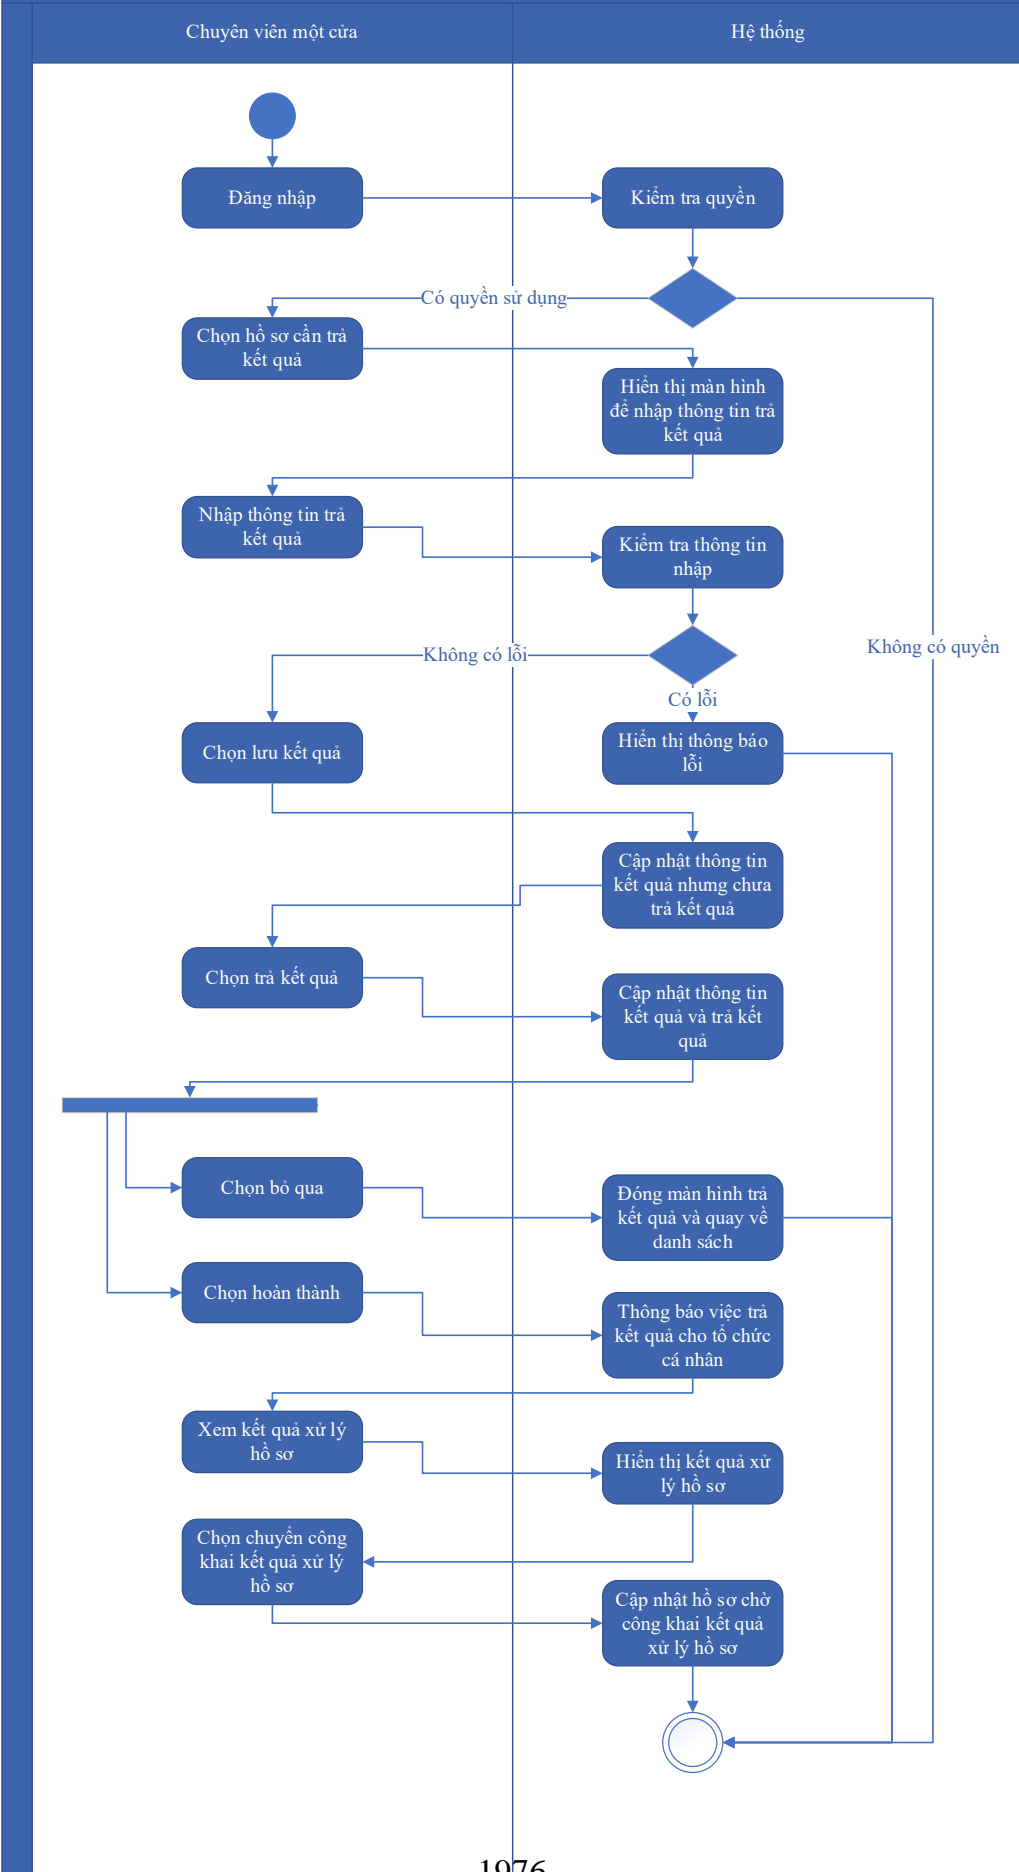 Chuyên viên một cửa
Hệ thống
Đăng nhập
Kiểm tra quyền
Có quyền sử dụng
Chọn hồ sơ cần trả
kết quả
Hiển thị màn hình
để nhập thông tin trả
kết quả
Nhập thông tin trả
kết quả
Kiểm tra thông tin
nhập
Không có quyền
Không có lỗi
Có lỗi
Chọn lưu kết quả
Hiển thị thông báo
lỗi
Cập nhật thông tin
kết quả nhưng chưa
trả kết quả
Chọn trả kết quả
Cập nhật thông tin
kết quả và trả kết
quả
Chọn bỏ qua
Đóng màn hình trả
kết quả và quay về
danh sách
Chọn hoàn thành
Thông báo việc trả
kết quả cho tổ chức
cá nhân
Xem kết quả xử lý
hồ sơ
Hiển thị kết quả xử
lý hồ sơ
Chọn chuyển công
khai kết quả xử lý
hồ sơ
Cập nhật hồ sơ chờ
công khai kết quả
xử lý hồ sơ
1976